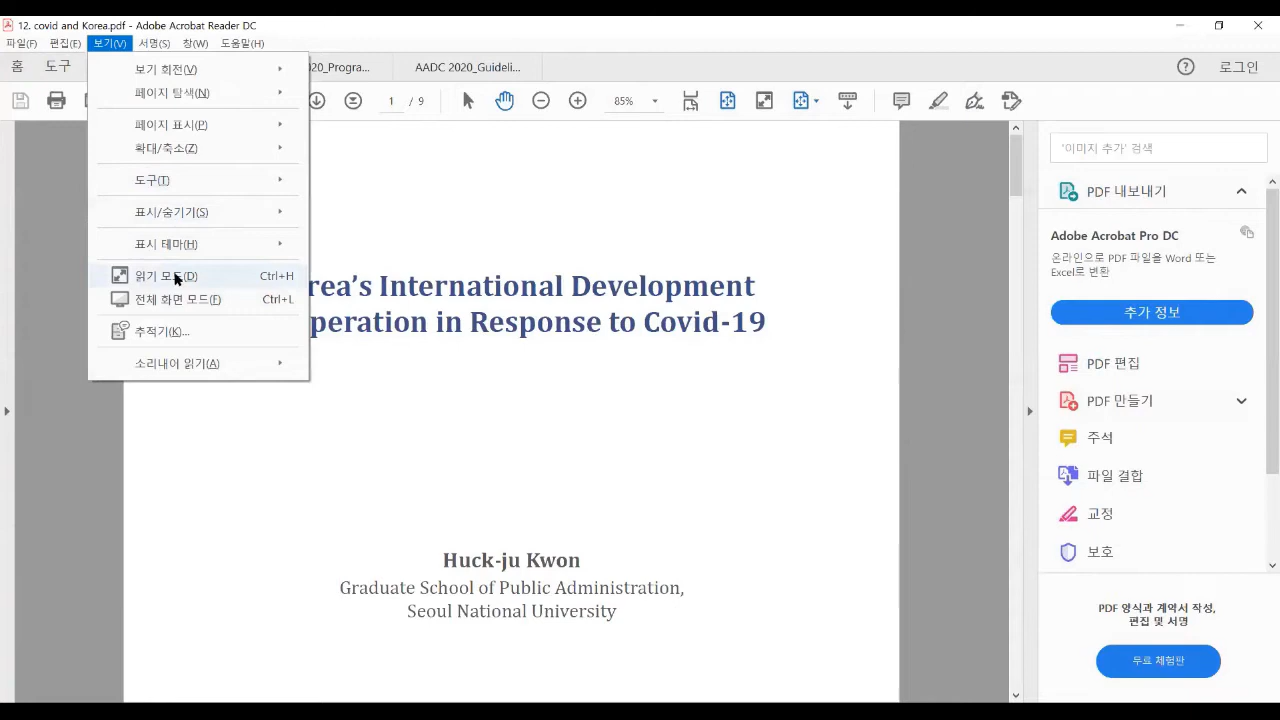 12. covid and Korea.pdf - Adobe Acrobat Reader DC
파일(F) 편집(E) 보기(V) 서명(S) 창(W) 도움말(H)
홈 도구 20_Progra... AADC 2020_Guideli... 로그인
1 / 9 85%
보기 회전(V)
페이지 탐색(N)
페이지 표시(P)
확대/축소(Z)
도구(T)
표시/숨기기(S)
표시 테마(H)
읽기 모드(D) Ctrl+H
전체 화면 모드(F) Ctrl+L
추적기(K)...
소리내어 읽기(A)
rea's International Development
peration in Response to Covid-19
Huck-ju Kwon
Graduate School of Public Administration,
Seoul National University
'이미지 추가' 검색
PDF 내보내기
Adobe Acrobat Pro DC
온라인으로 PDF 파일을 Word 또는
Excel로 변환
추가 정보
PDF 편집
PDF 만들기
주석
파일 결합
교정
보호
PDF 양식과 계약서 작성,
편집 및 서명
무료 체험판